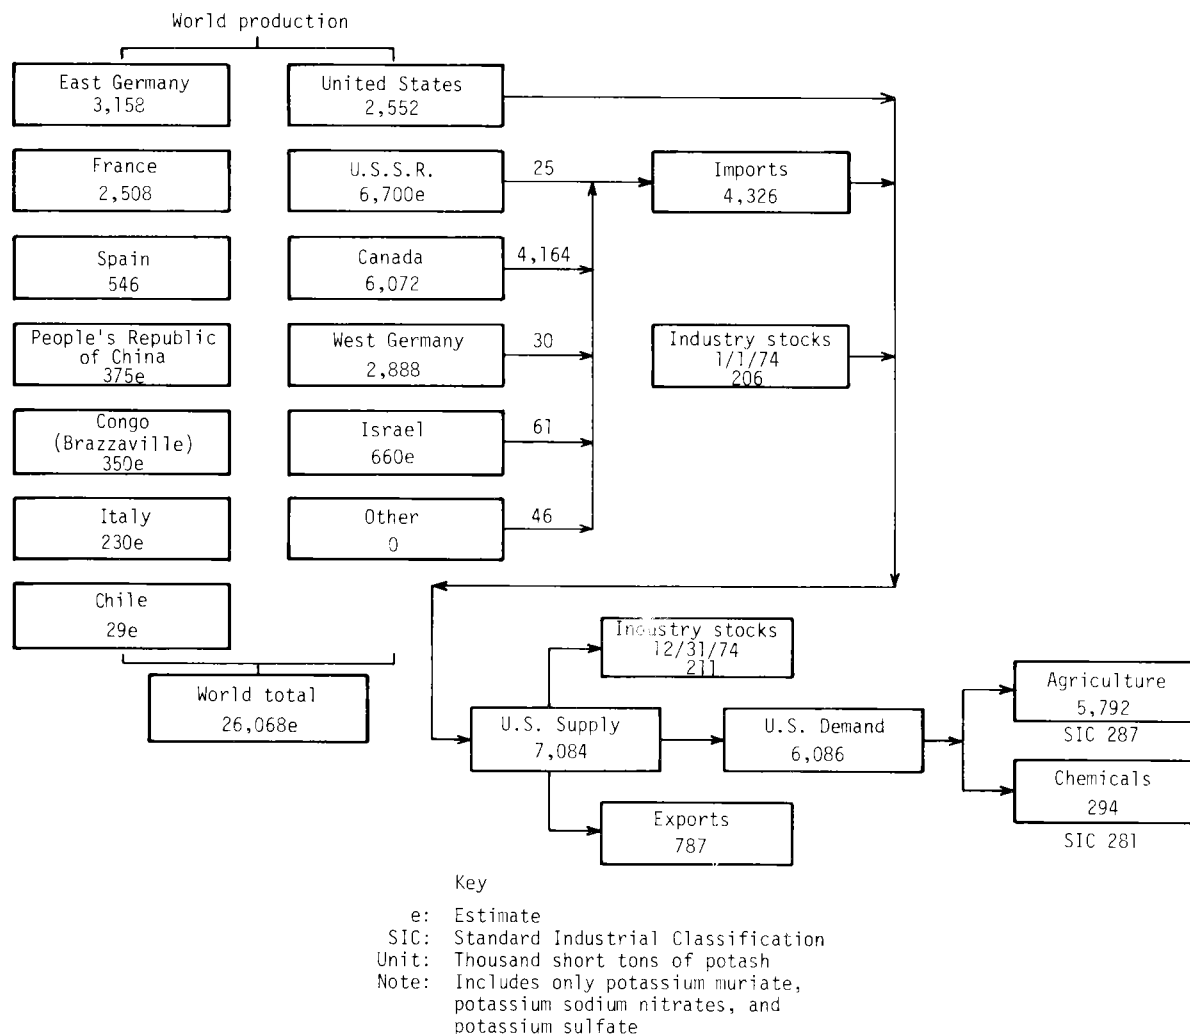 World production
East Germany
3,158
United States
2,552
France
2,508
U.S.S.R.
6,700e
25
Imports
4,326
Spain
546
Canada
6,072
4,164
People's Republic
of China
375e
West Germany
2,888
30
Industry stocks
1/1/74
206
Congo
(Brazzaville)
350e
Israel
660e
61
Italy
230e
Other
0
46
Chile
29e
World total
26,068e
Industry stocks
12/31/74
211
U.S. Supply
7,084
U.S. Demand
6,086
Agriculture
5,792
SIC 287
Chemicals
294
SIC 281
Exports
787
Key
e: Estimate
SIC: Standard Industrial Classification
Unit: Thousand short tons of potash
Note: Includes only potassium muriate,
potassium sodium nitrates, and
potassium sulfate